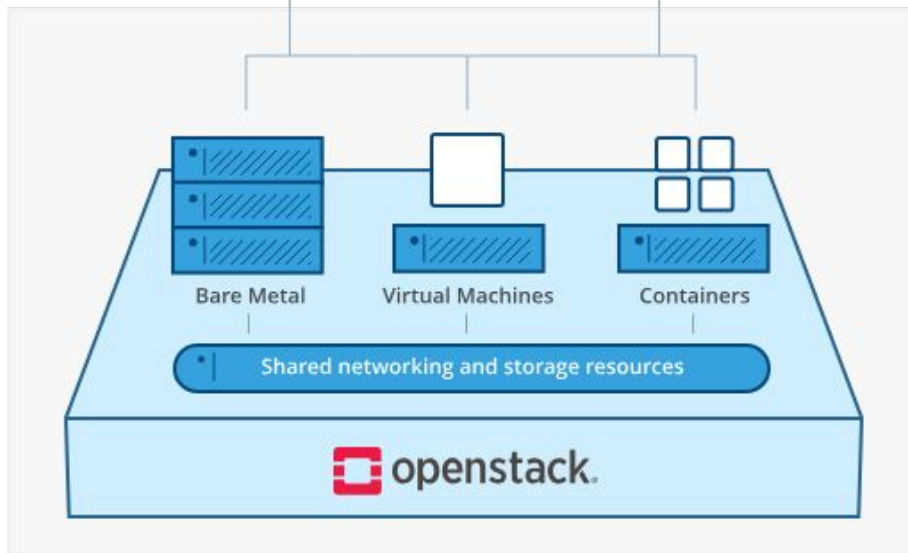 Bare Metal
Virtual Machines
Containers
Shared networking and storage resources
openstack.